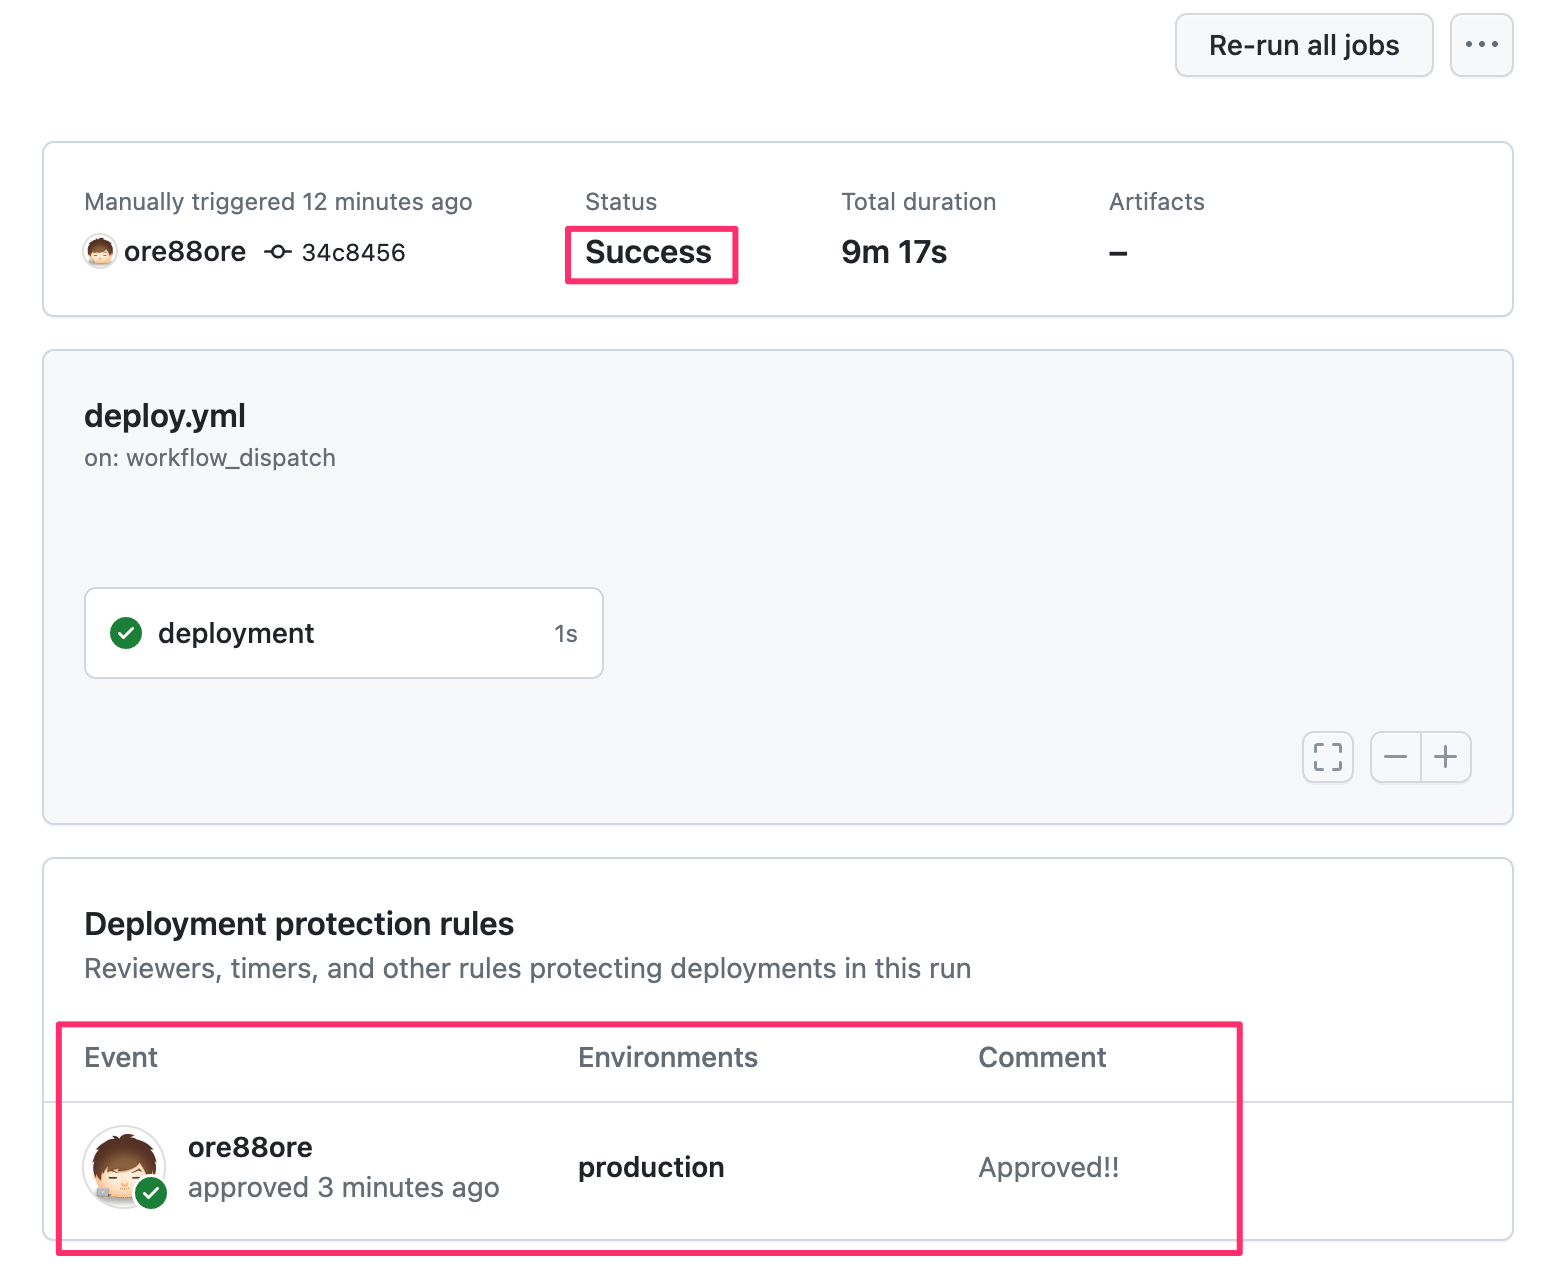 Re-run all jobs
Manually triggered 12 minutes ago
ore88ore 34c8456
Status
Success
Total duration
9m 17s
Artifacts
–
deploy.yml
on: workflow_dispatch
deployment 1s
Deployment protection rules
Reviewers, timers, and other rules protecting deployments in this run
Event Environments Comment
ore88ore
approved 3 minutes ago
production
Approved!!